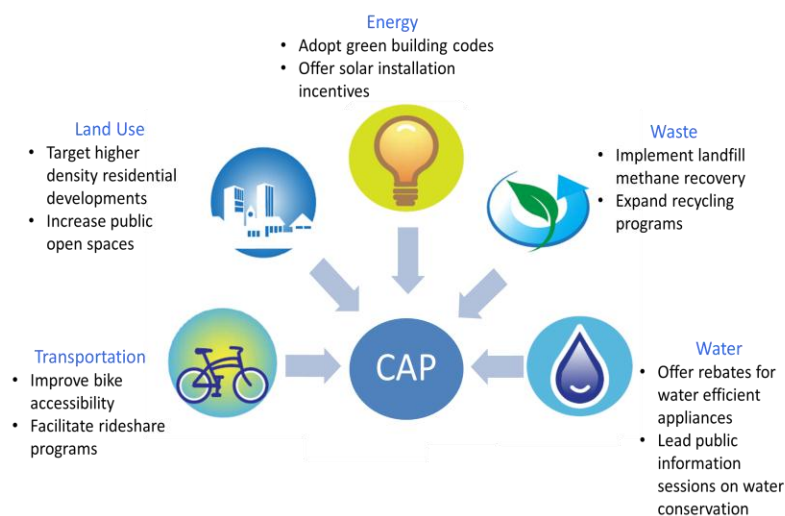 Energy
• Adopt green building codes
• Offer solar installation
incentives
Land Use
• Target higher
density residential
developments
• Increase public
open spaces
Waste
• Implement landfill
methane recovery
• Expand recycling
programs
Transportation
• Improve bike
accessibility
• Facilitate rideshare
programs
CAP
Water
• Offer rebates for
water efficient
appliances
• Lead public
information
sessions on water
conservation